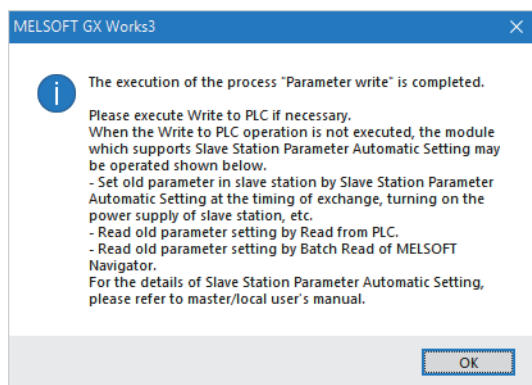 MELSOFT GX Works3
The execution of the process "Parameter write" is completed.
Please execute Write to PLC if necessary.
When the Write to PLC operation is not executed, the module
which supports Slave Station Parameter Automatic Setting may
be operated shown below.
- Set old parameter in slave station by Slave Station Parameter
Automatic Setting at the timing of exchange, turning on the
power supply of slave station, etc.
- Read old parameter setting by Read from PLC.
- Read old parameter setting by Batch Read of MELSOFT
Navigator.
For the details of Slave Station Parameter Automatic Setting,
please refer to master/local user's manual.
OK